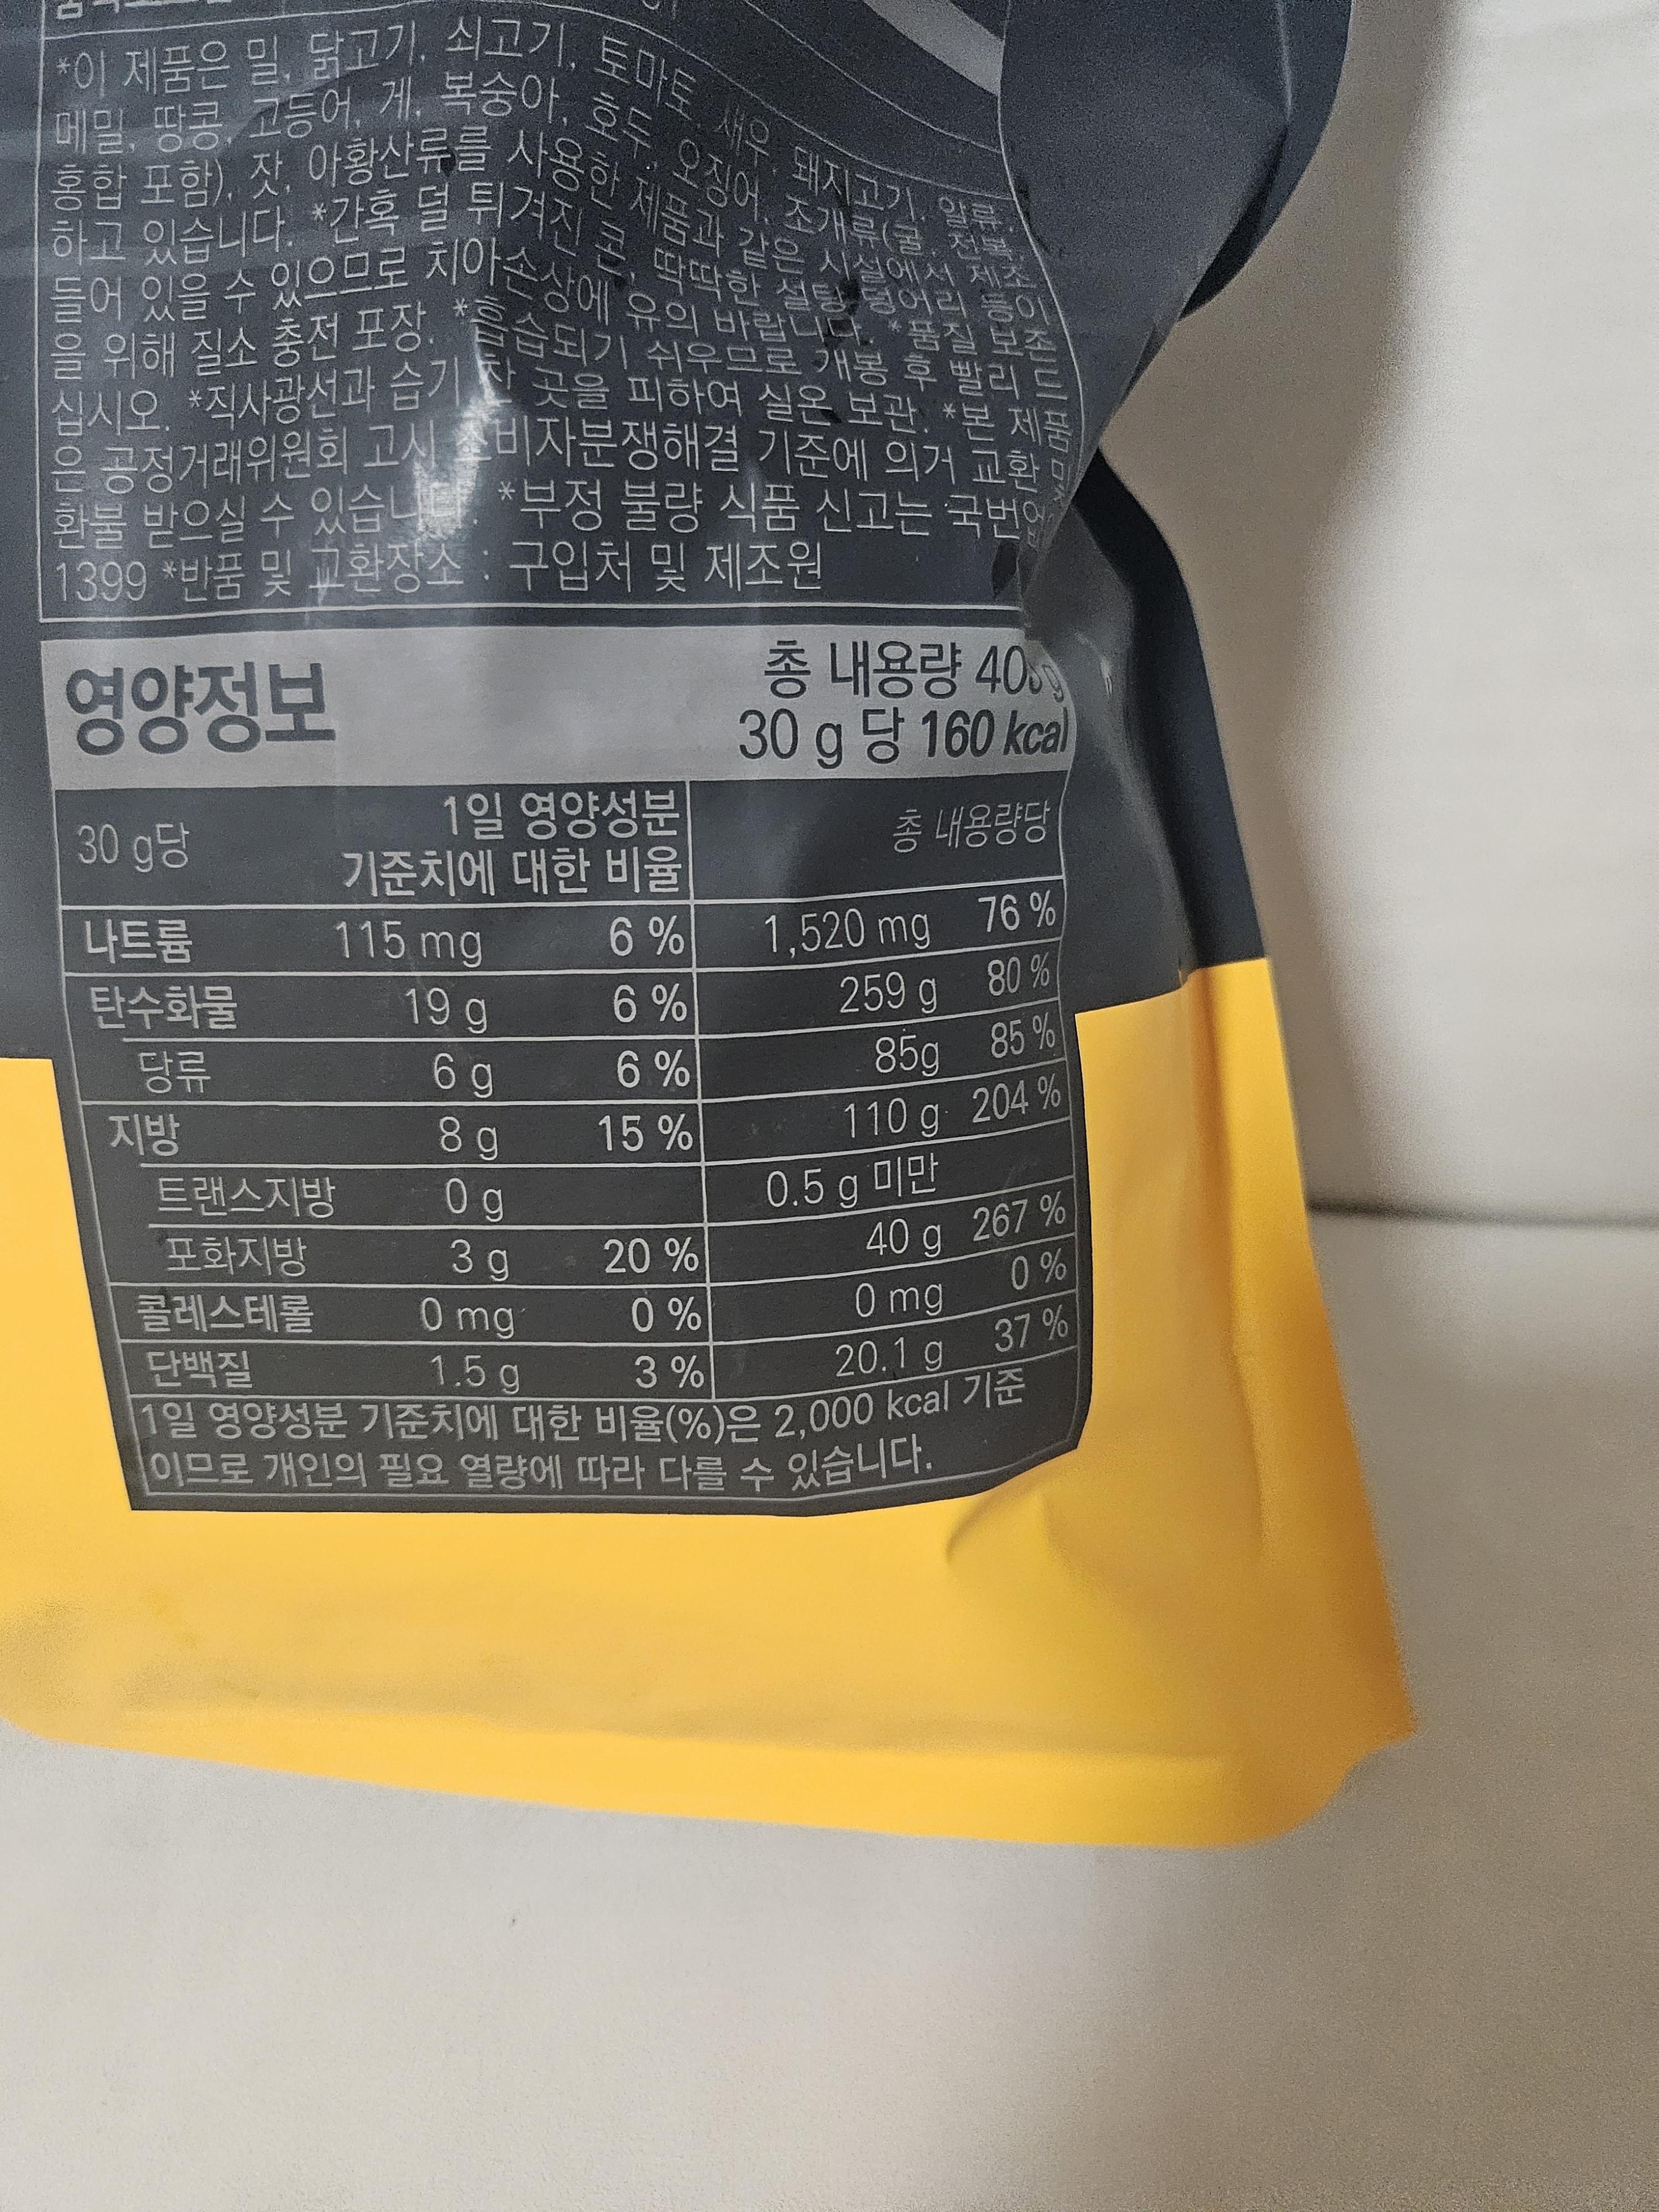 *이 제품은 밀, 닭고기, 쇠고기, 토마토, 새우, 돼지고기, 알류,
메밀, 땅콩, 고등어, 게, 복숭아, 호두, 오징어, 조개류(굴, 전복,
홍합 포함), 잣, 아황산류를 사용한 제품과 같은 시설에서 제조
하고 있습니다. *간혹 덜 튀겨진 콘, 딱딱한 설탕 덩어리 등이
들어 있을 수 있으므로 치아손상에 유의 바랍니다. *품질 보존
을 위해 질소 충전 포장. *흡습되기 쉬우므로 개봉 후 빨리 드
십시오. *직사광선과 습기 찬 곳을 피하여 실온 보관. *본 제품
은 공정거래위원회 고시 소비자분쟁해결 기준에 의거 교환 및
환불 받으실 수 있습니다. *부정 불량 식품 신고는 국번없이
1399 *반품 및 교환장소 : 구입처 및 제조원
영양정보
총 내용량
30 g 당 160 kcal
30 g당 1일 영양성분 기준치에 대한 비율 총 내용량당
나트륨 115 mg 6 % 1,520 mg 76 %
탄수화물 19 g 6 % 259 g 80 %
당류 6 g 6 % 85g 85 %
지방 8 g 15 % 110 g 204 %
트랜스지방 0 g 0.5 g 미만
포화지방 3 g 20 % 40 g 267 %
콜레스테롤 0 mg 0 % 0 mg 0 %
단백질 1.5 g 3 % 20.1 g 37 %
1일 영양성분 기준치에 대한 비율(%)은 2,000 kcal 기준
이므로 개인의 필요 열량에 따라 다를 수 있습니다.